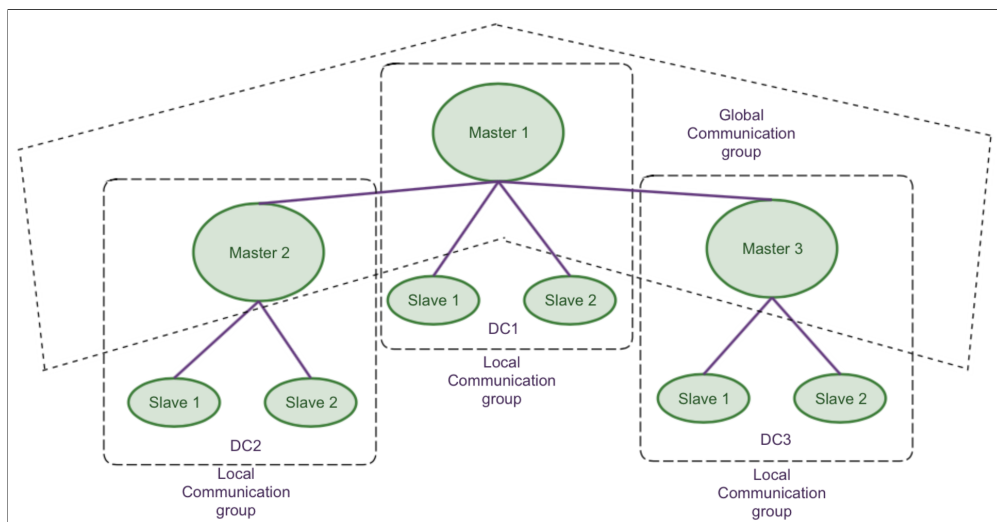 Master 1
Global
Communication
group
Master 2
Master 3
Slave 1
Slave 2
DC1
Local
Communication
group
Slave 1
Slave 2
DC2
Local
Communication
group
Slave 1
Slave 2
DC3
Local
Communication
group